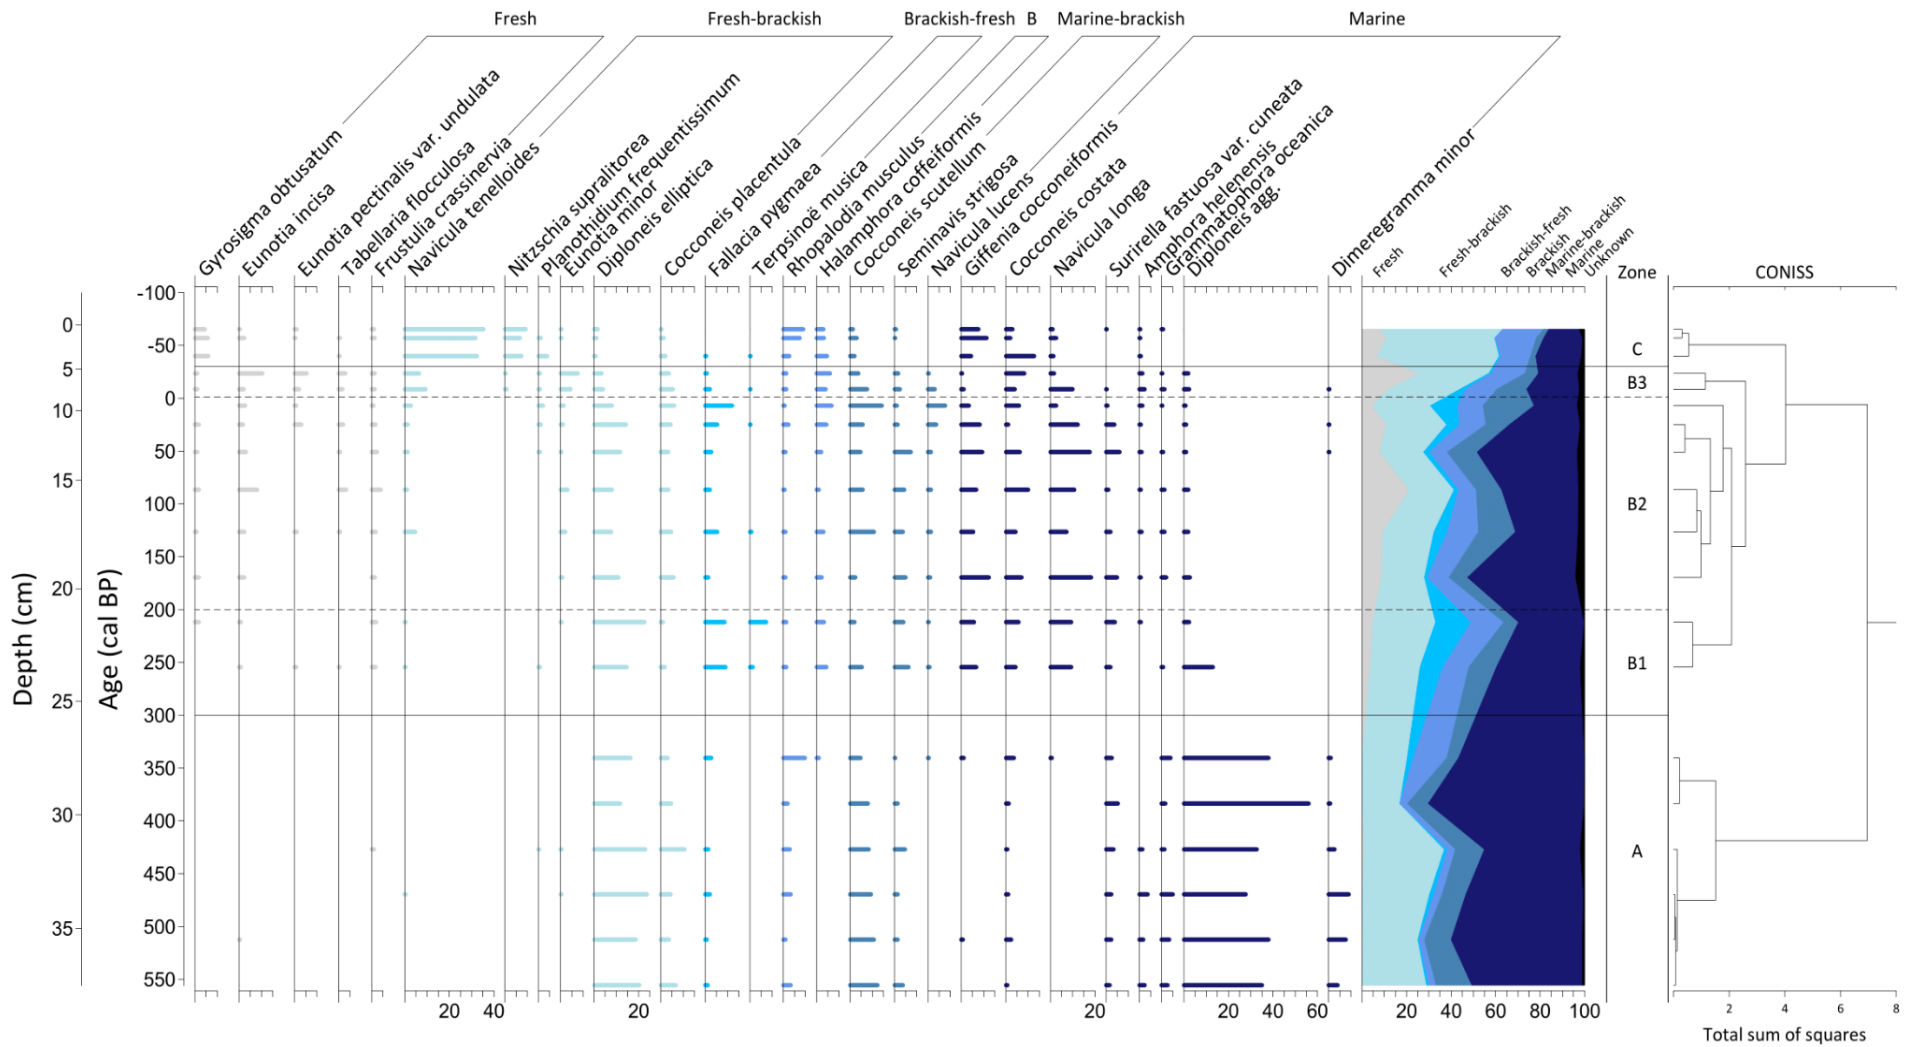 Fresh
Fresh-brackish
Brackish-fresh
B
Marine-brackish
Marine
Gyrosigma obtusatum
Eunotia incisa
Eunotia pectinalis var. undulata
Tabellaria flocculosa
Frustulia crassinervia
Navicula tenelloides
Nitzschia supralitorea
Planothidium frequentissimum
Eunotia minor
Diploneis elliptica
Cocconeis placentula
Fallacia pygmaea
Terpsinoë musica
Rhopalodia musculus
Halamphora coffeiformis
Cocconeis scutellum
Seminavis strigosa
Navicula lucens
Giffenia cocconeiformis
Cocconeis costata
Navicula longa
Surirella fastuosa var. cuneata
Amphora helenensis
Grammatophora oceanica
Diploneis agg.
Dimeregramma minor
Fresh
Fresh-brackish
Brackish-fresh
Brackish
Marine-brackish
Marine
Unknown
Zone
CONISS
Depth (cm)
0
5
10
15
20
25
30
35
Age (cal BP)
-100
-50
0
50
100
150
200
250
300
350
400
450
500
550
C
B3
B2
B1
A
20 40
20
20
20 40 60
20 40 60 80 100
2 4 6 8
Total sum of squares